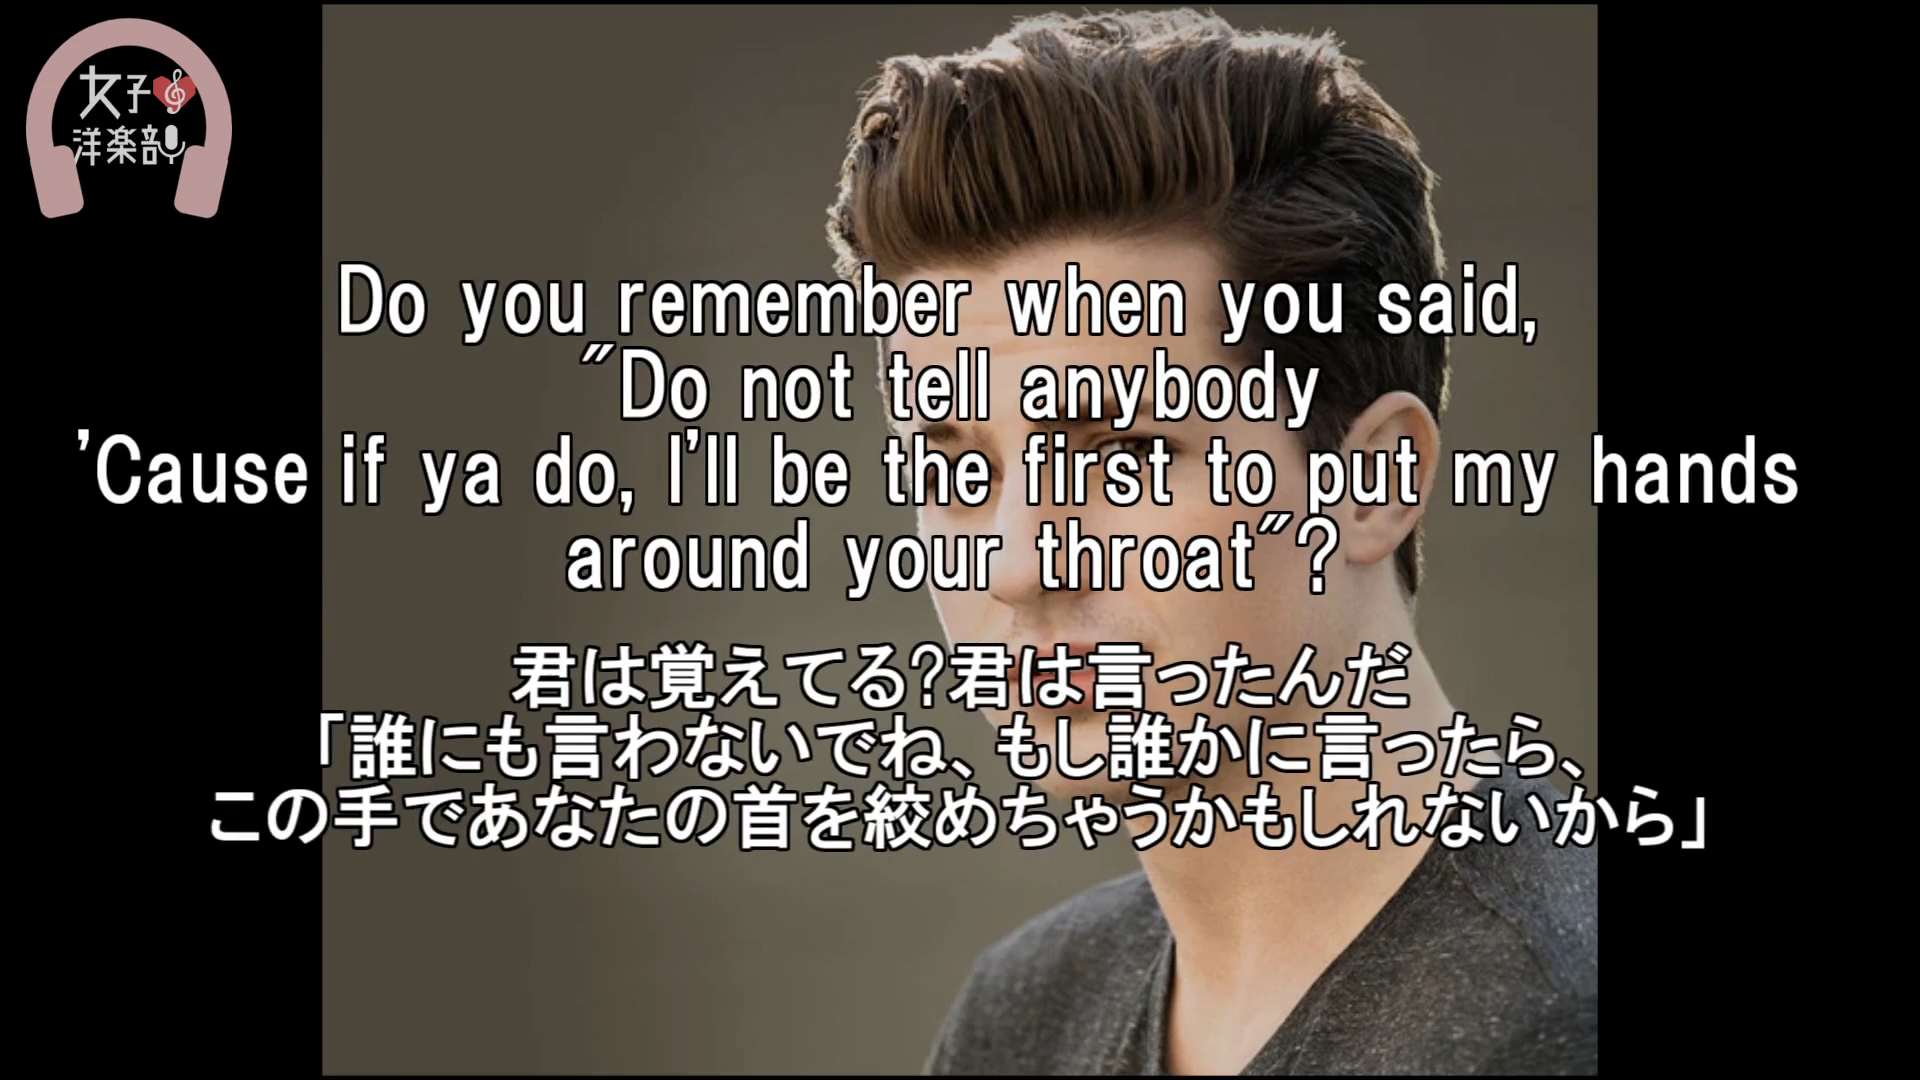 女子
洋楽部
Do you remember when you said,
"Do not tell anybody
'Cause if ya do, I'll be the first to put my hands
around your throat"?
君は覚えてる?君は言ったんだ
「誰にも言わないでね、もし誰かに言ったら、
この手であなたの首を絞めちゃうかもしれないから」